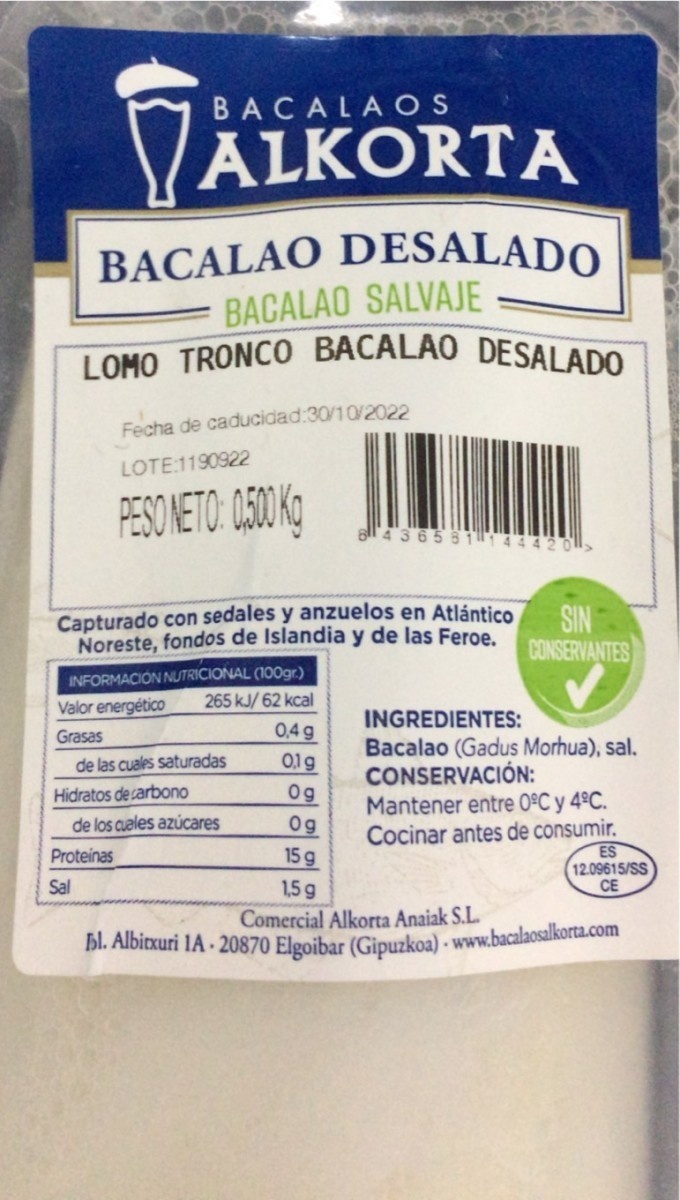 BACALAOS
ALKORTA
BACALAO DESALADO
BACALAO SALVAJE
LOMO TRONCO BACALAO DESALADO
Fecha de caducidad:30/10/2022
LOTE:1190922
PESO NETO: 0,500 Kg
8 436581 144420 >
Capturado con sedales y anzuelos en Atlántico
Noreste, fondos de Islandia y de las Feroe.
SIN
CONSERVANTES
INFORMACIÓN NUTRICIONAL (100gr.)
Valor energético 265 kJ/ 62 kcal
Grasas 0,4 g
de las cuales saturadas 0,1 g
Hidratos de carbono 0 g
de los cuales azúcares 0 g
Proteínas 15 g
Sal 1,5 g
INGREDIENTES:
Bacalao (Gadus Morhua), sal.
CONSERVACIÓN:
Mantener entre 0ºC y 4ºC.
Cocinar antes de consumir.
ES
12.09615/SS
CE
Comercial Alkorta Anaiak S.L.
Pl. Albitxuri 1A - 20870 Elgoibar (Gipuzkoa) - www.bacalaosalkorta.com